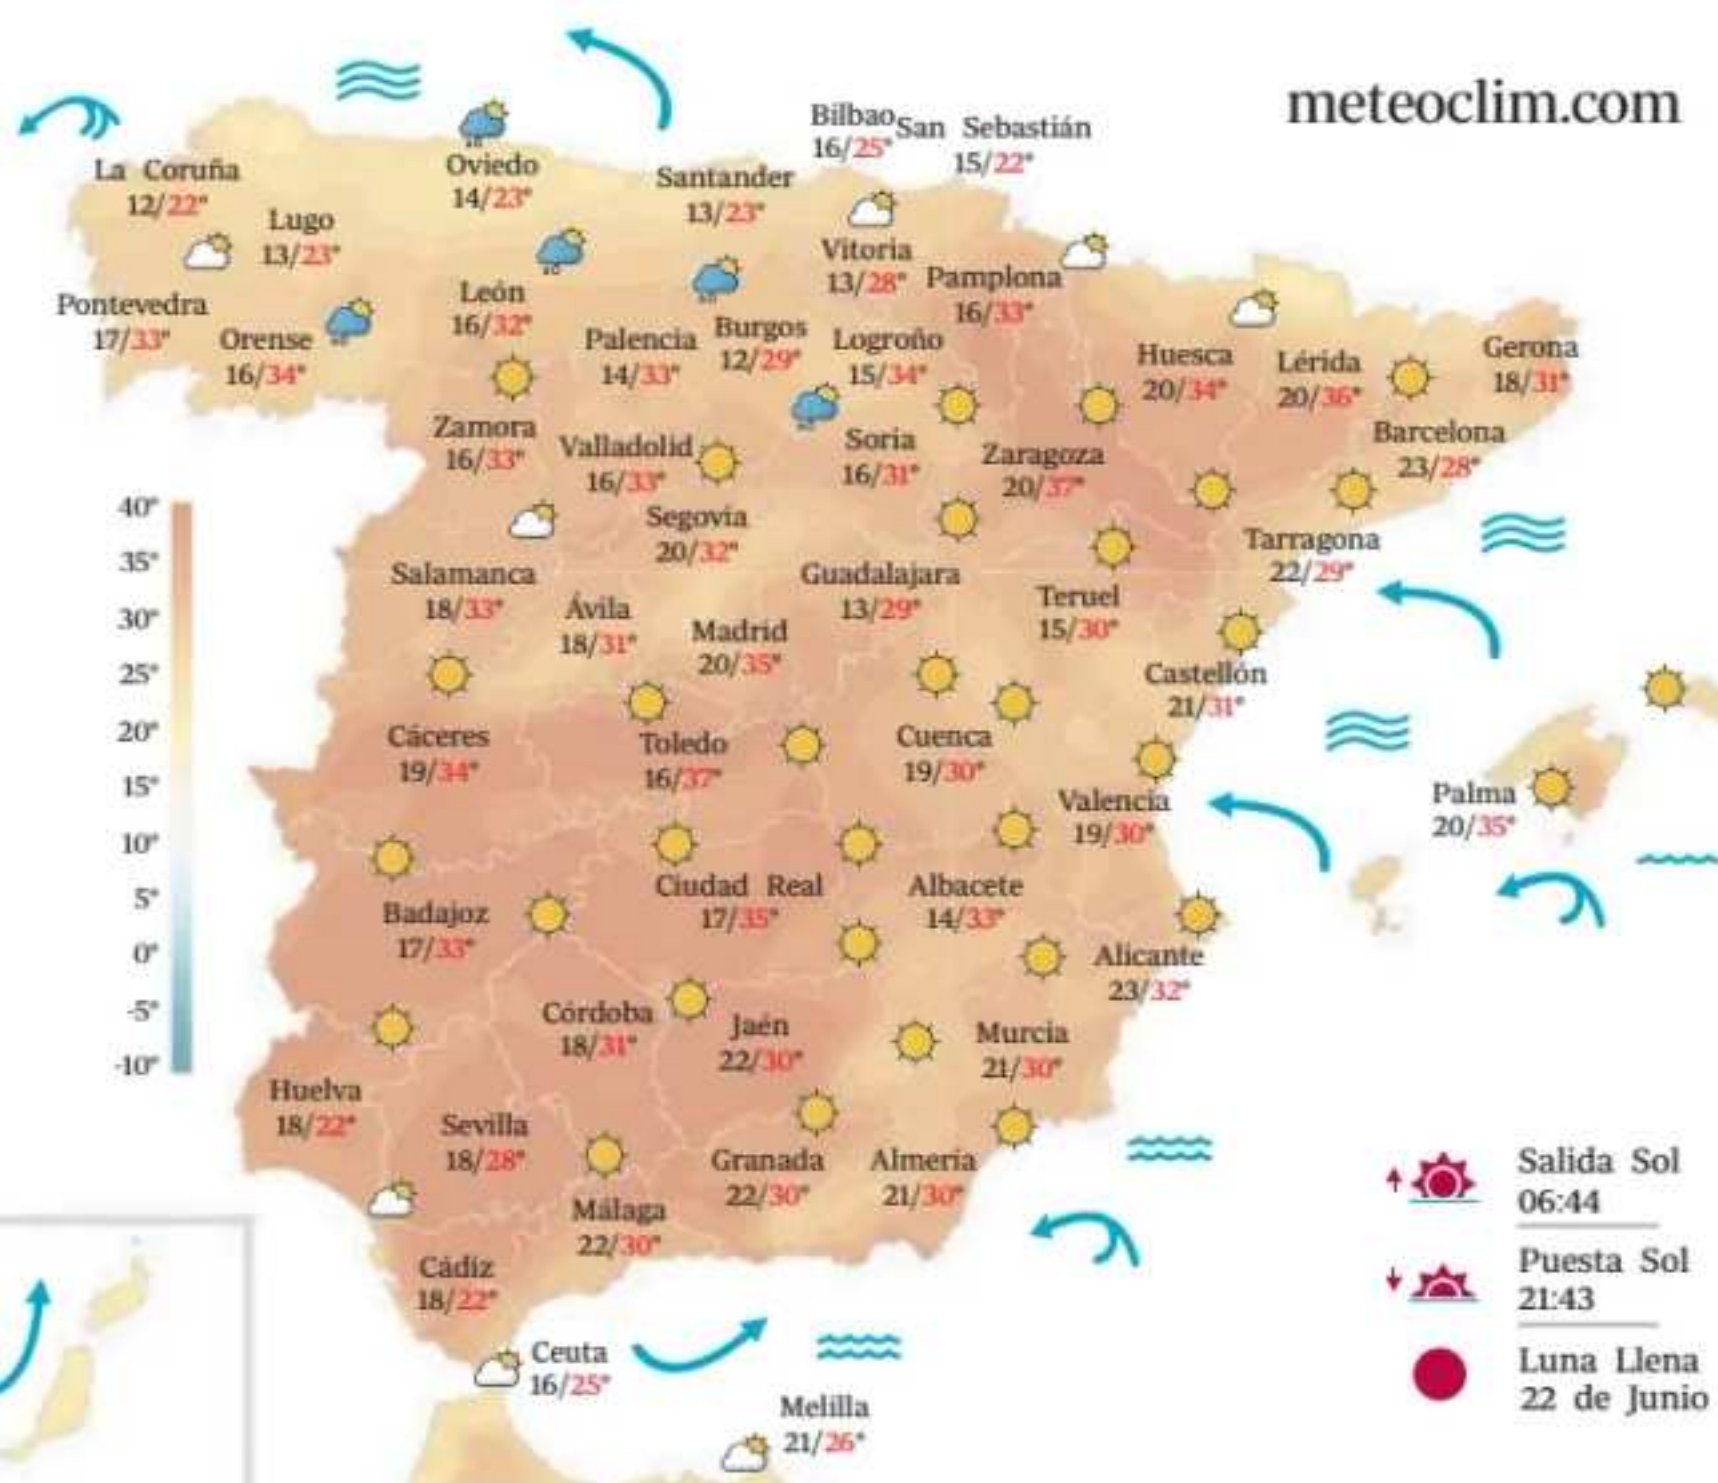 meteoclim.com
Bilbao
16/25°
San Sebastián
15/22°
La Coruña
12/22°
Oviedo
14/23°
Santander
13/23°
Lugo
13/23°
Vitoria
13/28°
Pamplona
16/33°
Pontevedra
17/33°
Orense
16/34°
León
16/32°
Palencia
14/33°
Burgos
12/29°
Logroño
15/34°
Huesca
20/34°
Lérida
20/36°
Gerona
18/31°
Zamora
16/33°
Valladolid
16/33°
Soria
16/31°
Zaragoza
20/37°
Barcelona
23/28°
Segovia
20/32°
Tarragona
22/29°
Salamanca
18/33°
Ávila
18/31°
Madrid
20/35°
Guadalajara
13/29°
Teruel
15/30°
Castellón
21/31°
Cáceres
19/34°
Toledo
16/37°
Cuenca
19/30°
Valencia
19/30°
Palma
20/35°
Badajoz
17/33°
Ciudad Real
17/35°
Albacete
14/33°
Alicante
23/32°
Córdoba
18/31°
Jaén
22/30°
Murcia
21/30°
Huelva
18/22°
Sevilla
18/28°
Granada
22/30°
Almería
21/30°
Málaga
22/30°
Cádiz
18/22°
Ceuta
16/25°
Melilla
21/26°
40°
35°
30°
25°
20°
15°
10°
5°
0°
-5°
-10°
Salida Sol
06:44
Puesta Sol
21:43
Luna Llena
22 de Junio